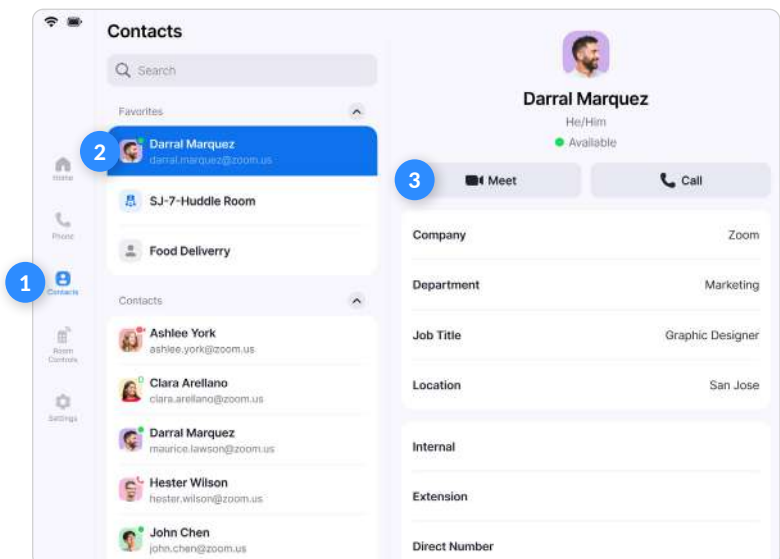 Contacts
Search
Favorites
2
Darral Marquez
darral.marquez@zoom.us
SJ-7-Huddle Room
Food Deliverry
Contacts
Ashlee York
ashlee.york@zoom.us
Clara Arellano
clara.arellano@zoom.us
Darral Marquez
maurice.lawson@zoom.us
Hester Wilson
hester.wilson@zoom.us
John Chen
john.chen@zoom.us
Home
Phone
1
Contacts
Room
Controls
Settings
Darral Marquez
He/Him
Available
3
Meet
Call
Company Zoom
Department Marketing
Job Title Graphic Designer
Location San Jose
Internal
Extension
Direct Number